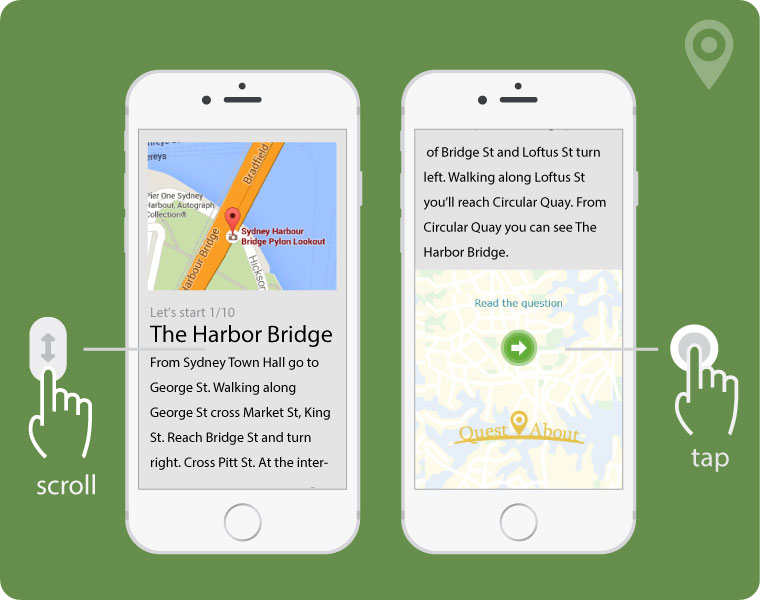 hreys
ereys
Bradfield
Pier One Sydney
Harbour, Autograph
Collection®
Sydney Harbour
Bridge Pylon Lookout
Harbour Bridge
Hickson
Let's start 1/10
The Harbor Bridge
From Sydney Town Hall go to
George St. Walking along
George St cross Market St, King
St. Reach Bridge St and turn
right. Cross Pitt St. At the inter-
scroll
of Bridge St and Loftus St turn
left. Walking along Loftus St
you'll reach Circular Quay. From
Circular Quay you can see The
Harbor Bridge.
Read the question
Quest About
tap